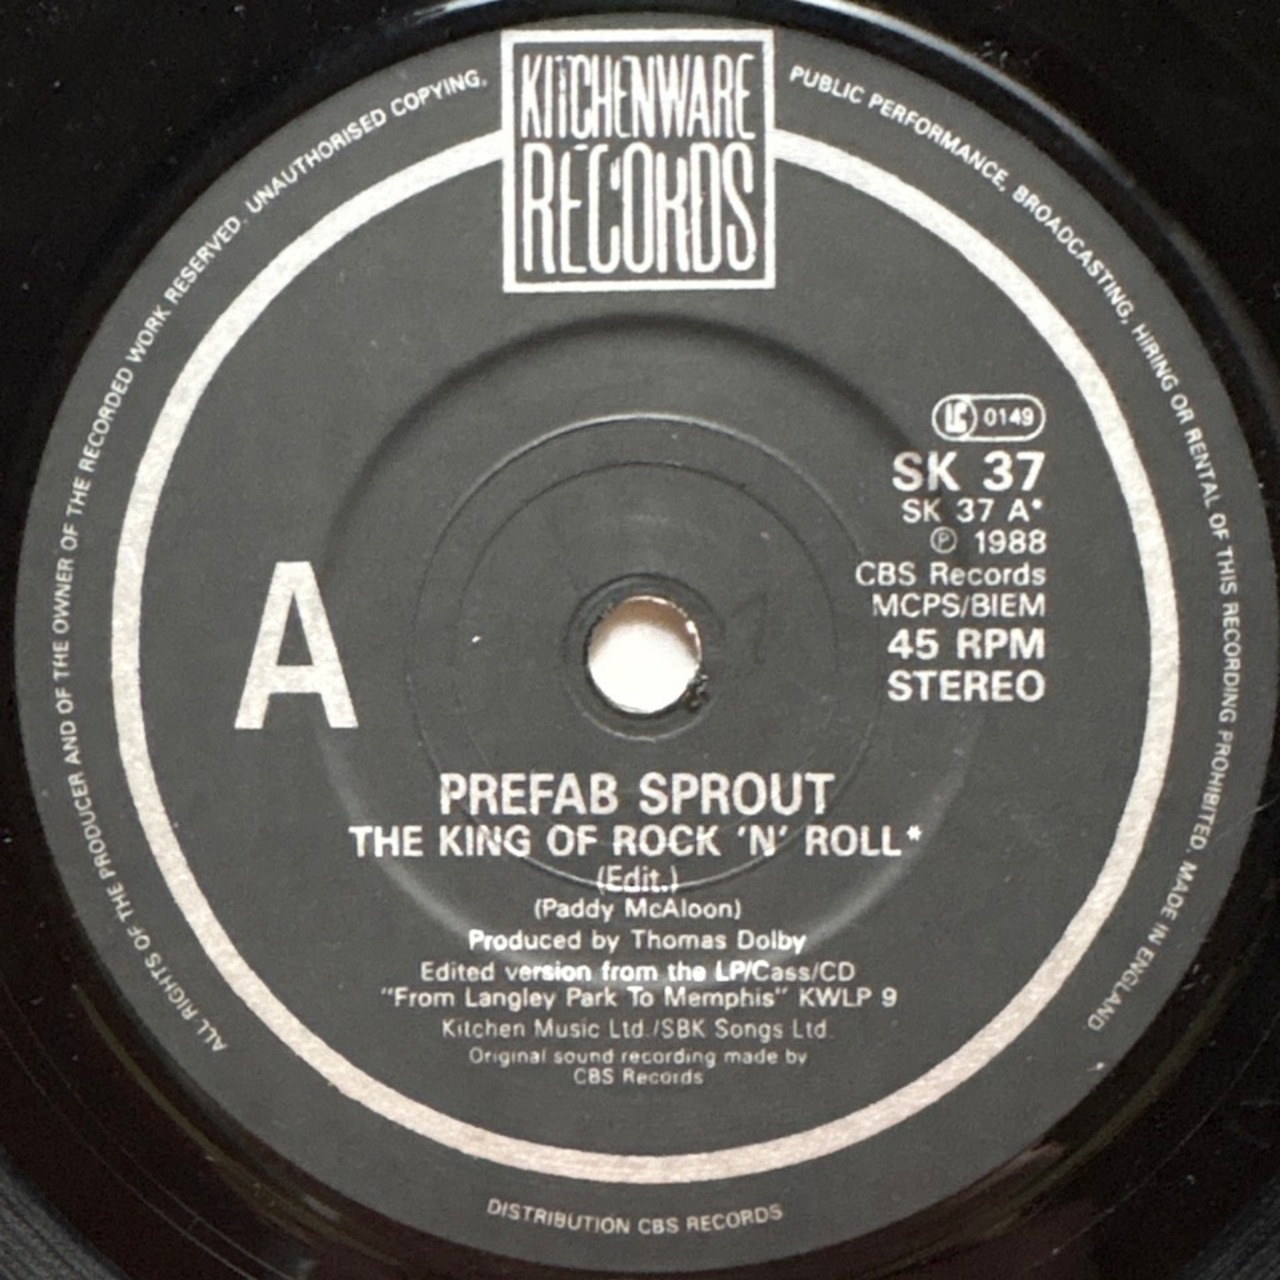 KITCHENWARE
RECORDS
ALL RIGHTS OF THE PRODUCER AND OF THE OWNER OF THE RECORDED WORK RESERVED. UNAUTHORISED COPYING,
PUBLIC PERFORMANCE, BROADCASTING, HIRING OR RENTAL OF THIS RECORDING PROHIBITED. MADE IN ENGLAND
LC 0149
SK 37
SK 37 A*
℗ 1988
CBS Records
MCPS/BIEM
45 RPM
STEREO
A
PREFAB SPROUT
THE KING OF ROCK 'N' ROLL*
(Edit.)
(Paddy McAloon)
Produced by Thomas Dolby
Edited version from the LP/Cass/CD
"From Langley Park To Memphis" KWLP 9
Kitchen Music Ltd./SBK Songs Ltd.
Original sound recording made by
CBS Records
DISTRIBUTION CBS RECORDS